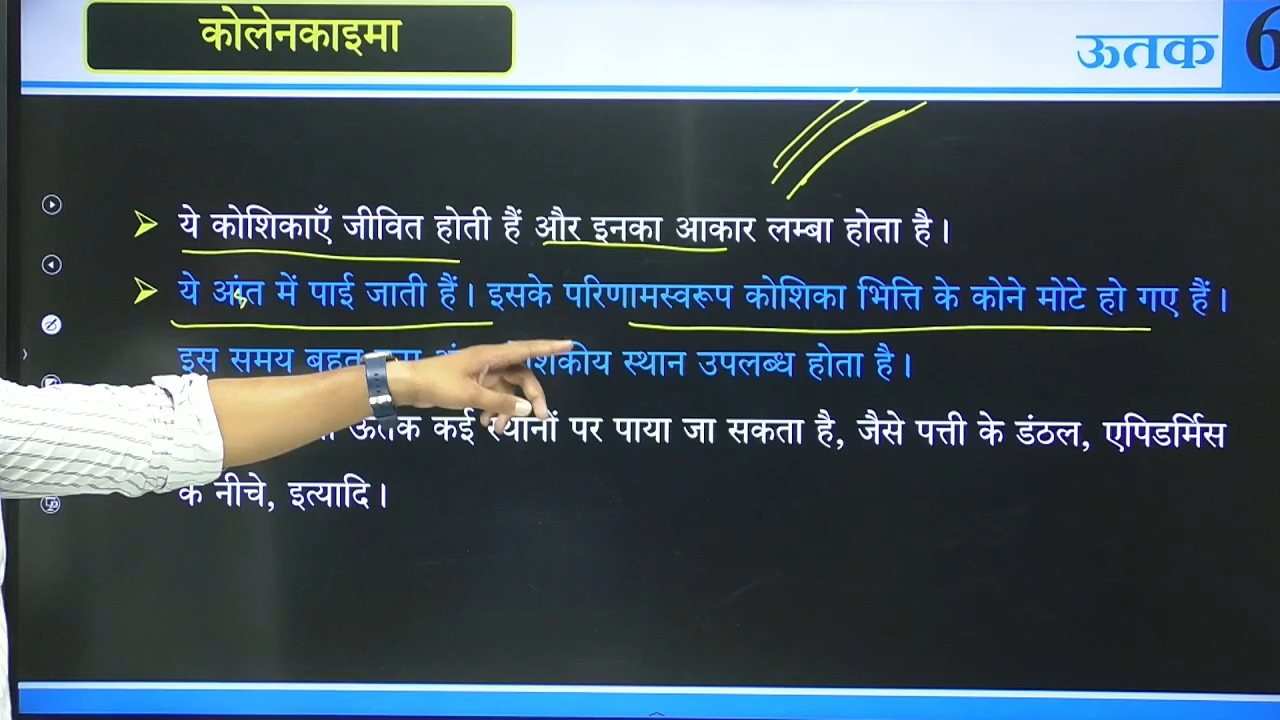 कोलेनकाइमा
ऊतक 6
ये कोशिकाएँ जीवित होती हैं और इनका आकार लम्बा होता है।
ये आंत में पाई जाती हैं। इसके परिणामस्वरूप कोशिका भित्ति के कोने मोटे हो गए हैं।
इस समय बहुत स्थान उपलब्ध होता है।
ऊतक कई स्थानों पर पाया जा सकता है, जैसे पत्ती के डंठल, एपिडर्मिस
के नीचे, इत्यादि।